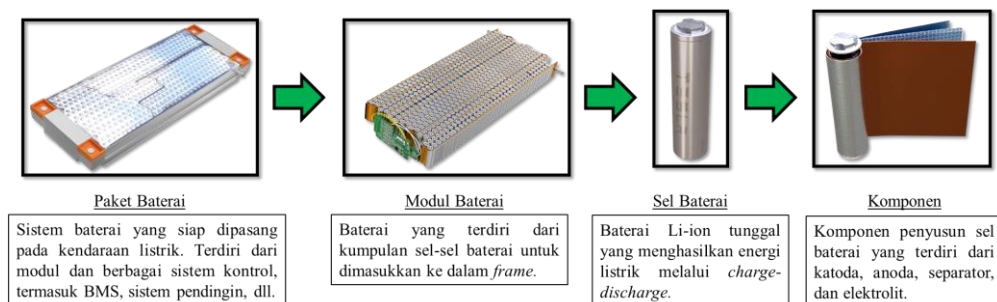 Paket Baterai
Sistem baterai yang siap dipasang
pada kendaraan listrik. Terdiri dari
modul dan berbagai sistem kontrol,
termasuk BMS, sistem pendingin, dll.
Modul Baterai
Baterai yang terdiri dari
kumpulan sel-sel baterai untuk
dimasukkan ke dalam frame.
Sel Baterai
Baterai Li-ion tunggal
yang menghasilkan energi
listrik melalui charge-
discharge.
Komponen
Komponen penyusun sel
baterai yang terdiri dari
katoda, anoda, separator,
dan elektrolit.